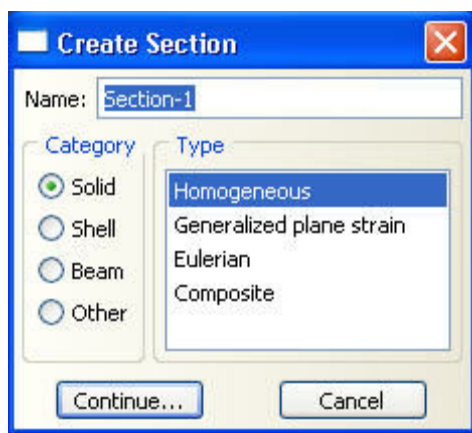 Create Section
Name: Section-1
Category
Solid
Shell
Beam
Other
Type
Homogeneous
Generalized plane strain
Eulerian
Composite
Continue...
Cancel